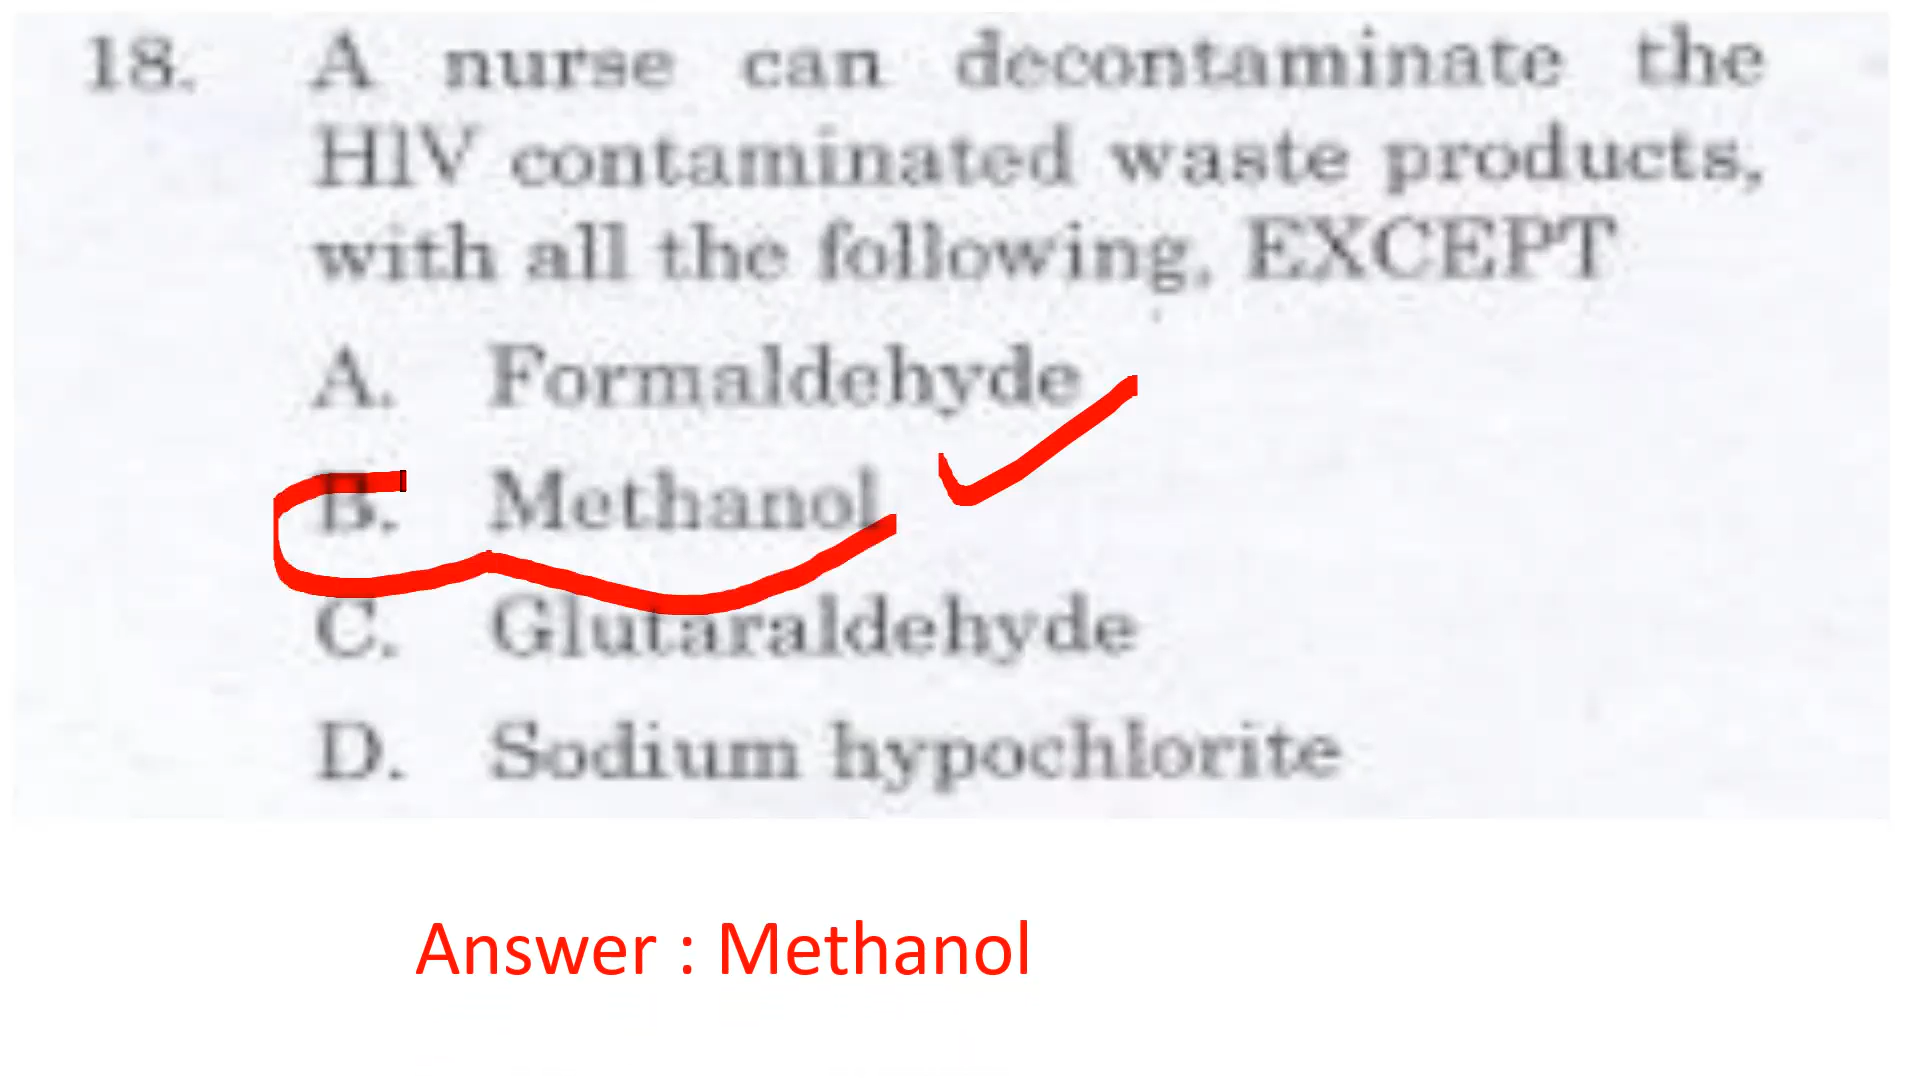 18. A nurse can decontaminate the
HIV contaminated waste products,
with all the following, EXCEPT
A. Formaldehyde
B. Methanol
C. Glutaraldehyde
D. Sodium hypochlorite
Answer : Methanol